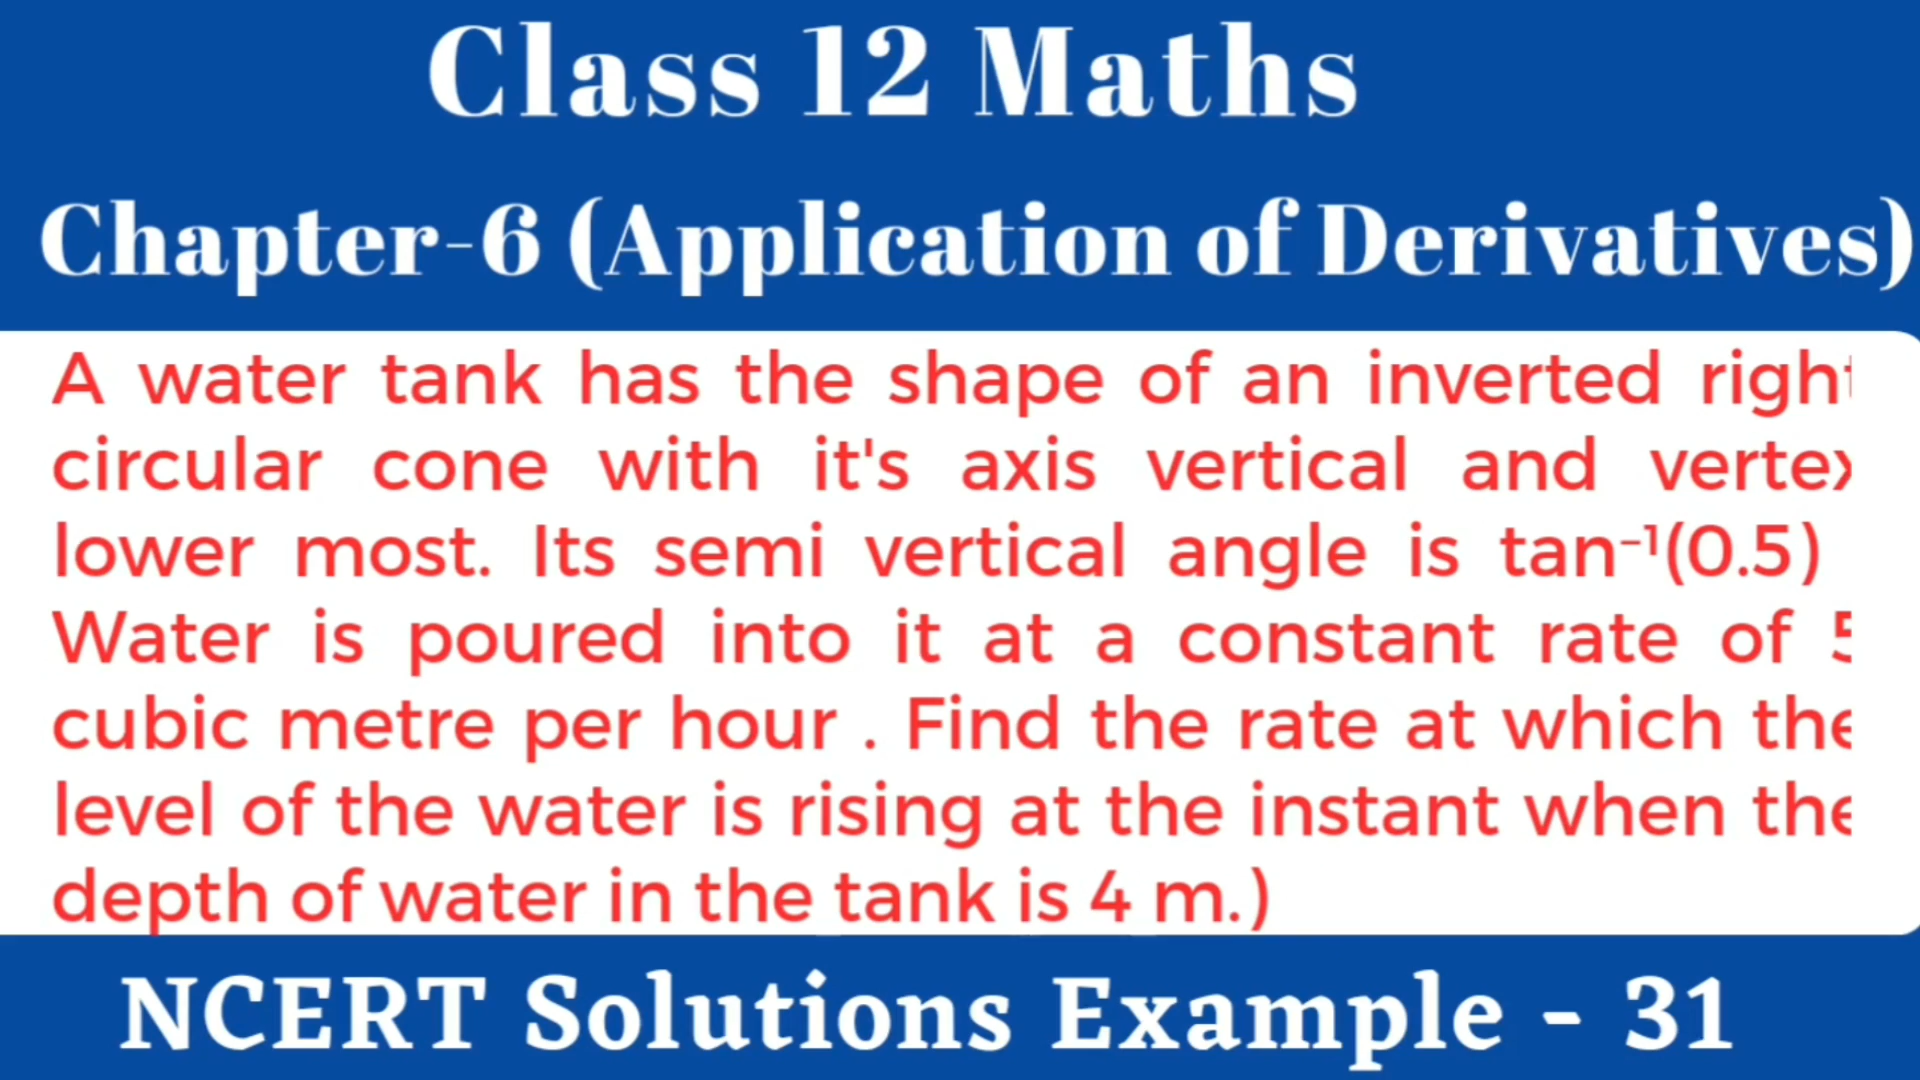 Class 12 Maths
Chapter-6 (Application of Derivatives)
A water tank has the shape of an inverted right
circular cone with it's axis vertical and vertex
lower most. Its semi vertical angle is tan⁻¹(0.5)
Water is poured into it at a constant rate of 5
cubic metre per hour . Find the rate at which the
level of the water is rising at the instant when the
depth of water in the tank is 4 m.)
NCERT Solutions Example - 31